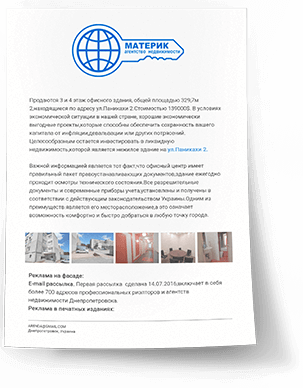 МАТЕРИК
АГЕНТСТВО НЕДВИЖИМОСТИ
Продаются 3 и 4 этаж офисного здания, общей площадью 329,7м
2,находящиеся по адресу ул.Паникахи 2.Стоимостью 139000$. В условиях
экономической ситуации в нашей стране, хорошие экономически
выгодные проекты,которые способны обеспечить сохранность вашего
капитала от инфляции,девальвации или других потрясений.
Целесообразным остается инвестировать в ликвидную
недвижимость,которой является нежилое здание на ул.Паникахи 2.
Важной информацией является тот факт,что офисный центр имеет
правильный пакет правоустанавливающих документов,здание ежегодно
проходит осмотры технического состояния.Все разрешительные
документы и современные приборы учета,установлены и получены в
соответствии с действующим законодательством Украины.Одним из
преимуществ является его месторасположение,а это означает
возможность комфортно и быстро добраться в любую точку города.
Реклама на фасаде:
E-mail рассылка. Первая рассылка сделана 14.07.2016,включает в себя
более 700 адресов профессиональных риэлторов и агентств
недвижимости Днепропетровска.
Реклама в печатных изданиях:
Днепропетровск, Украина